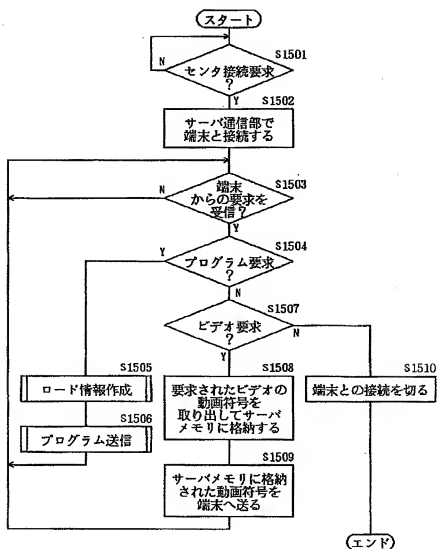 スタート
S1501
N
センタ接続要求
?
Y
S1502
サーバ通信部で
端末と接続する
S1503
N
端末
からの要求を
受信?
Y
S1504
Y
プログラム要求
?
N
S1507
ビデオ要求
?
N
Y
S1505
ロード情報作成
S1506
プログラム送信
S1508
要求されたビデオの
動画符号を
取り出してサーバ
メモリに格納する
S1510
端末との接続を切る
S1509
サーバメモリに格納
された動画符号を
端末へ送る
エンド